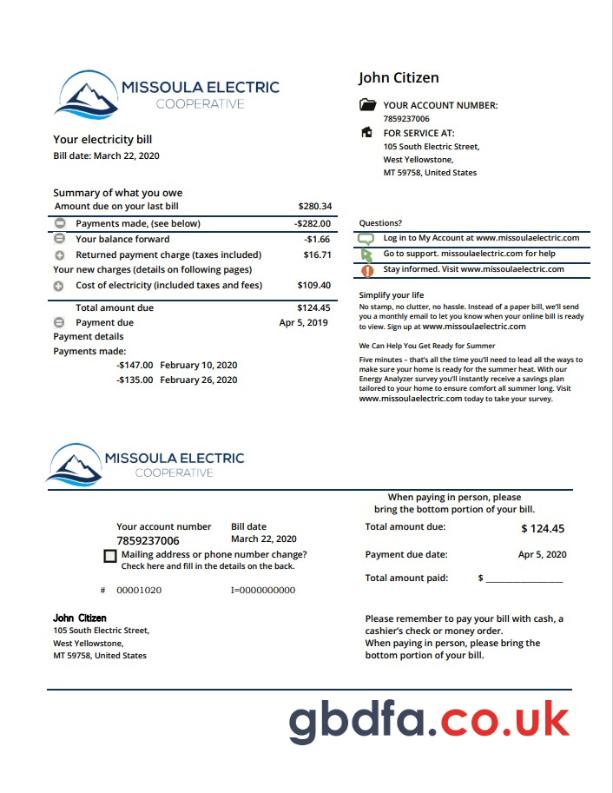 MISSOULA ELECTRIC
COOPERATIVE
Your electricity bill
Bill date: March 22, 2020
John Citizen
YOUR ACCOUNT NUMBER:
7859237006
FOR SERVICE AT:
105 South Electric Street,
West Yellowstone,
MT 59758, United States
Summary of what you owe
Amount due on your last bill $280.34
Payments made, (see below) -$282.00
Your balance forward -$1.66
Returned payment charge (taxes included) $16.71
Your new charges (details on following pages)
Cost of electricity (included taxes and fees) $109.40
Total amount due $124.45
Payment due Apr 5, 2019
Payment details
Payments made:
-$147.00 February 10, 2020
-$135.00 February 26, 2020
Questions?
Log in to My Account at www.missoulaelectric.com
Go to support. missoulaelectric.com for help
Stay informed. Visit www.missoulaelectric.com
Simplify your life
No stamp, no clutter, no hassle. Instead of a paper bill, we'll send
you a monthly email to let you know when your online bill is ready
to view. Sign up at www.missoulaelectric.com
We Can Help You Get Ready for Summer
Five minutes – that's all the time you'll need to lead all the ways to
make sure your home is ready for the summer heat. With our
Energy Analyzer survey you'll instantly receive a savings plan
tailored to your home to ensure comfort all summer long. Visit
www.missoulaelectric.com today to take your survey.
MISSOULA ELECTRIC
COOPERATIVE
When paying in person, please
bring the bottom portion of your bill.
Your account number Bill date
7859237006 March 22, 2020
Mailing address or phone number change?
Check here and fill in the details on the back.
# 00001020 I=0000000000
Total amount due: $ 124.45
Payment due date: Apr 5, 2020
Total amount paid: $ _______________
John Citizen
105 South Electric Street,
West Yellowstone,
MT 59758, United States
Please remember to pay your bill with cash, a
cashier's check or money order.
When paying in person, please bring the
bottom portion of your bill.
gbdfa.co.uk